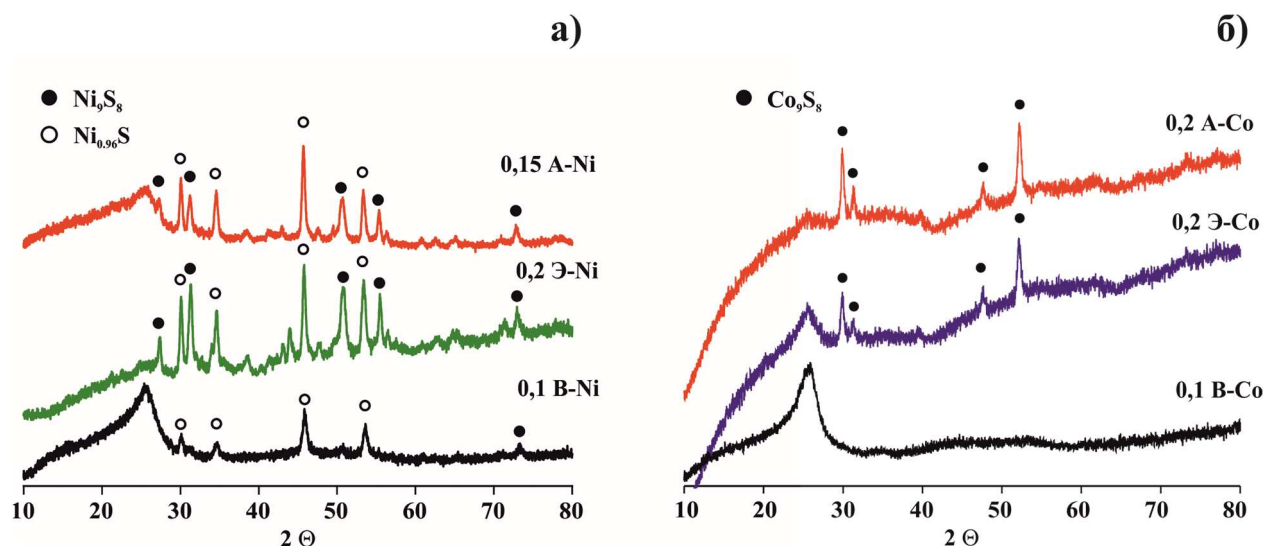 а)
● Ni₉S₈
○ Ni₀.₉₆S
0,15 А-Ni
0,2 Э-Ni
0,1 В-Ni
10 20 30 40 50 60 70 80
2 Θ
б)
● Co₉S₈
0,2 А-Co
0,2 Э-Co
0,1 В-Co
10 20 30 40 50 60 70 80
2 Θ